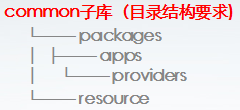 common子库（目录结构要求)
packages
apps
providers
resource